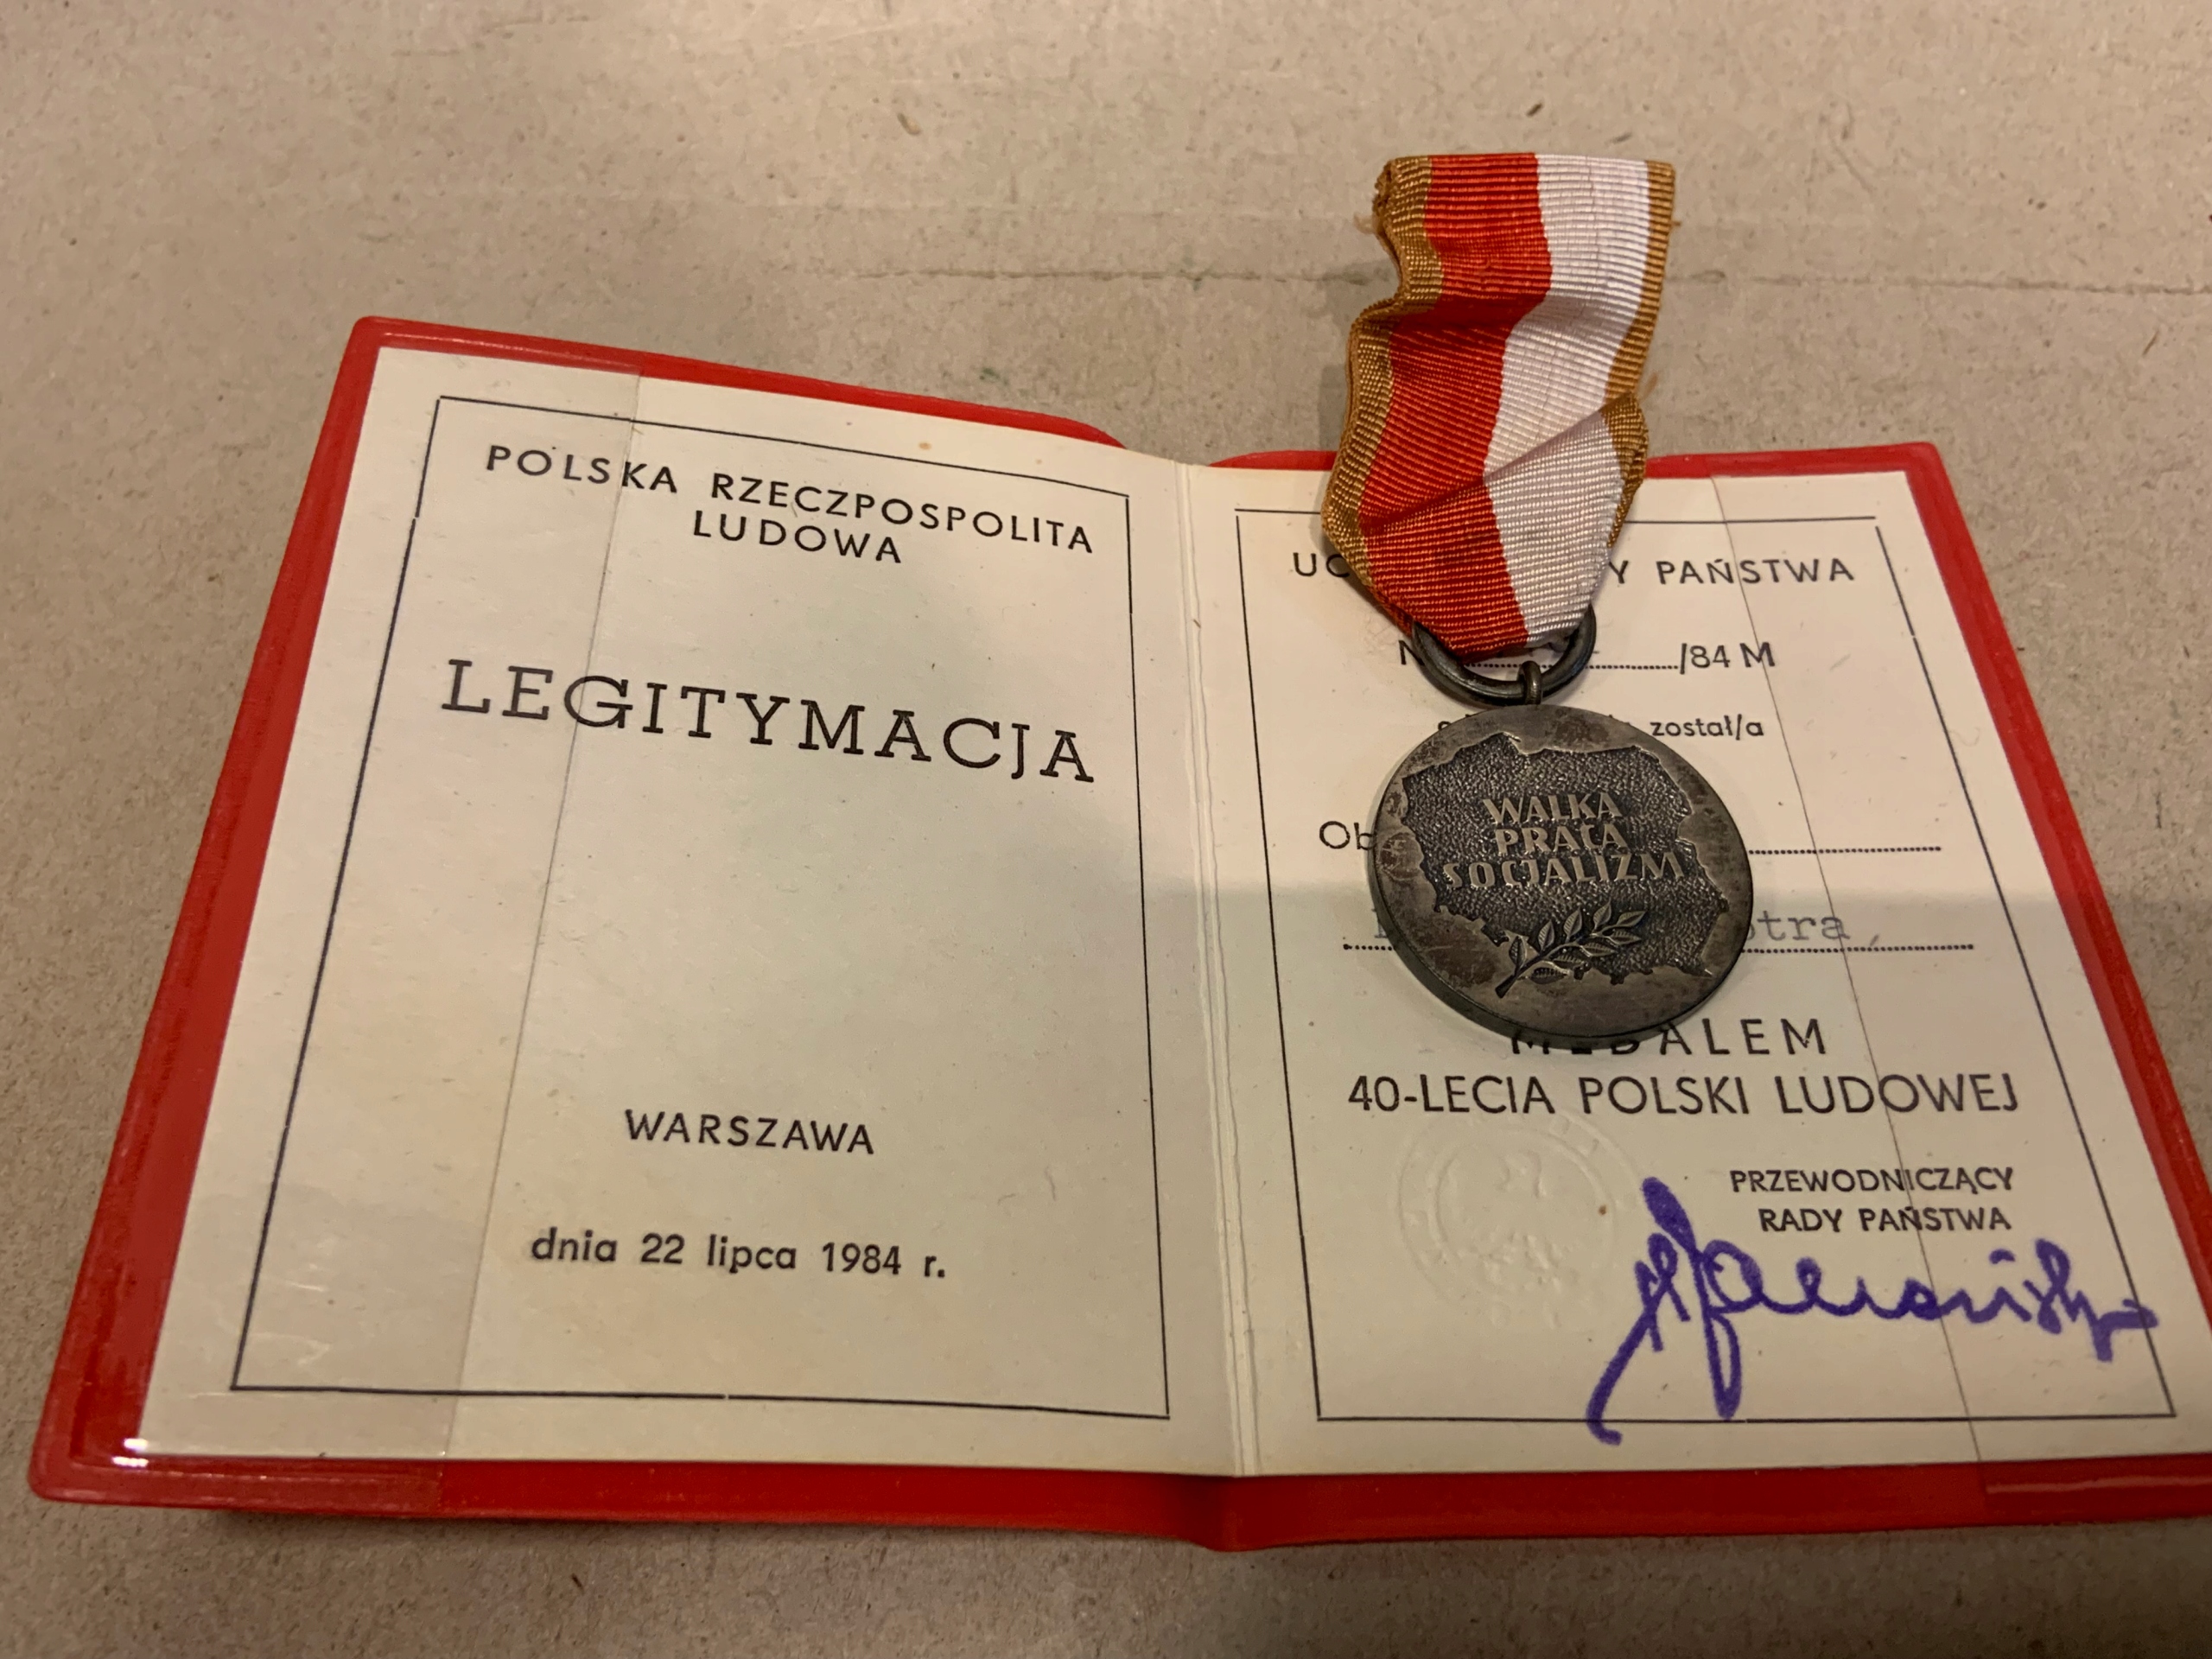 POLSKA RZECZPOSPOLITA
LUDOWA
LEGITYMACJA
WARSZAWA
dnia 22 lipca 1984 r.
PAŃSTWA
/84 M
został/a
WALKA
PRACA
SOCJALIZM
MEDALEM
40-LECIA POLSKI LUDOWEJ
PRZEWODNICZĄCY
RADY PAŃSTWA